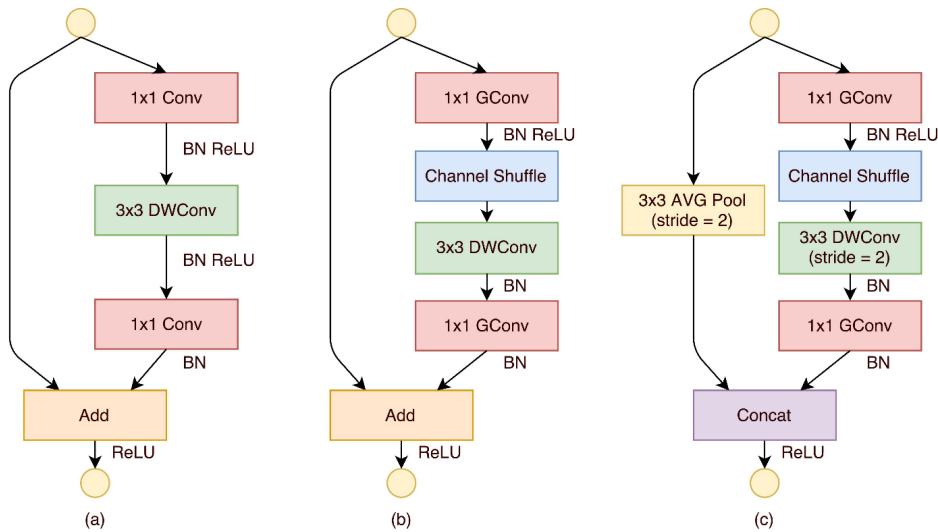 1x1 Conv
BN ReLU
3x3 DWConv
BN ReLU
1x1 Conv
BN
Add
ReLU
(a)
1x1 GConv
BN ReLU
Channel Shuffle
3x3 DWConv
BN
1x1 GConv
BN
Add
ReLU
(b)
3x3 AVG Pool
(stride = 2)
1x1 GConv
BN ReLU
Channel Shuffle
3x3 DWConv
(stride = 2)
BN
1x1 GConv
BN
Concat
ReLU
(c)